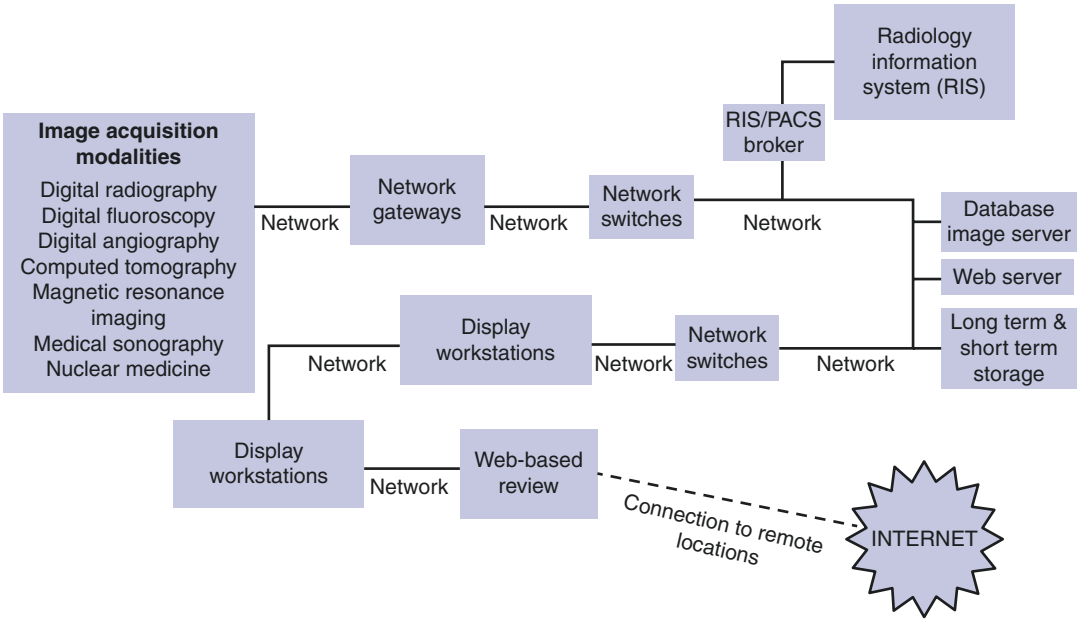 Radiology
information
system (RIS)
RIS/PACS
broker
Image acquisition
modalities
Digital radiography
Digital fluoroscopy
Digital angiography
Computed tomography
Magnetic resonance
imaging
Medical sonography
Nuclear medicine
Network
Network
gateways
Network
Network
switches
Network
Database
image server
Web server
Long term &
short term
storage
Network
Network
switches
Network
Display
workstations
Network
Display
workstations
Network
Web-based
review
Connection to remote
locations
INTERNET